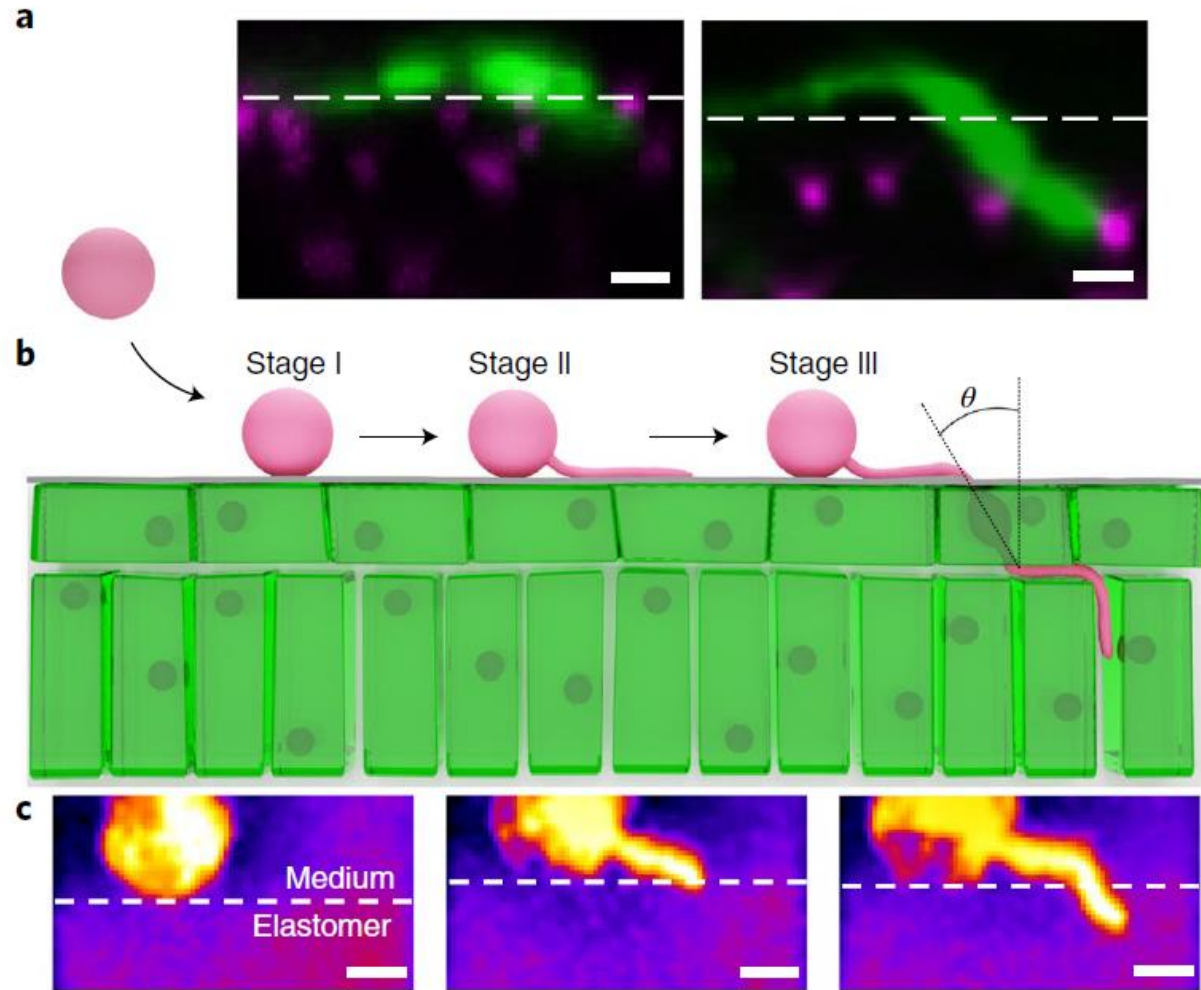 a
b
Stage I
Stage II
Stage III
θ
c
Medium
Elastomer